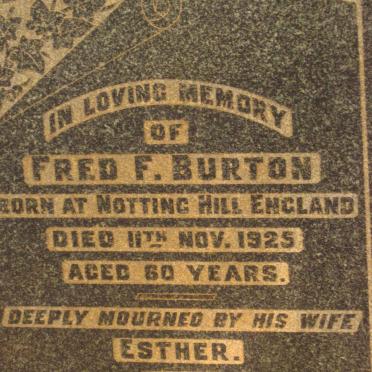 IN LOVING MEMORY
OF
FRED F. BURTON
BORN AT NOTTING HILL ENGLAND
DIED 11TH NOV. 1925
AGED 60 YEARS.
DEEPLY MOURNED BY HIS WIFE
ESTHER.